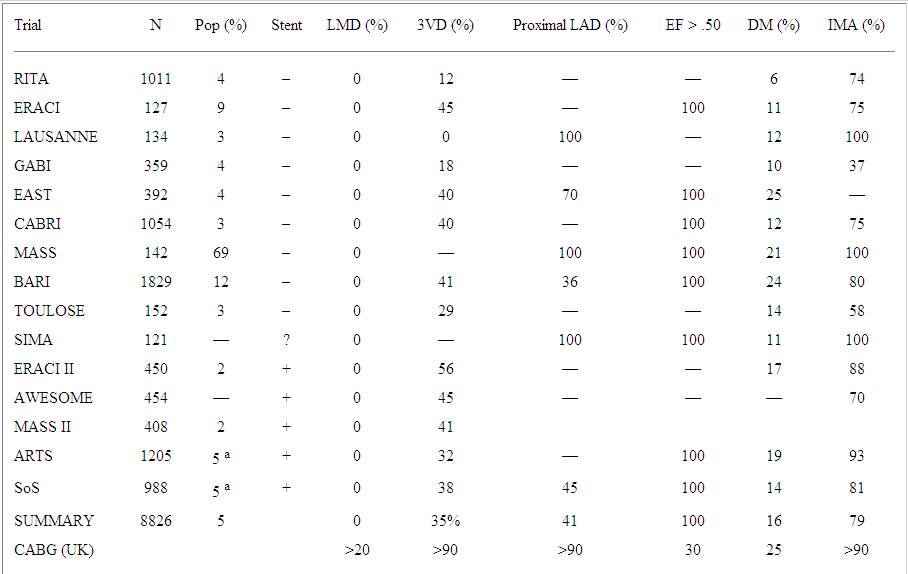 Trial N Pop (%) Stent LMD (%) 3VD (%) Proximal LAD (%) EF > .50 DM (%) IMA (%)
RITA 1011 4 – 0 12 — — 6 74
ERACI 127 9 – 0 45 — 100 11 75
LAUSANNE 134 3 – 0 0 100 — 12 100
GABI 359 4 – 0 18 — — 10 37
EAST 392 4 – 0 40 70 100 25 —
CABRI 1054 3 – 0 40 — 100 12 75
MASS 142 69 – 0 — 100 100 21 100
BARI 1829 12 – 0 41 36 100 24 80
TOULOSE 152 3 – 0 29 — — 14 58
SIMA 121 — ? 0 — 100 100 11 100
ERACI II 450 2 + 0 56 — — 17 88
AWESOME 454 — + 0 45 — — — 70
MASS II 408 2 + 0 41
ARTS 1205 5 a + 0 32 — 100 19 93
SoS 988 5 a + 0 38 45 100 14 81
SUMMARY 8826 5 0 35% 41 100 16 79
CABG (UK) >20 >90 >90 30 25 >90